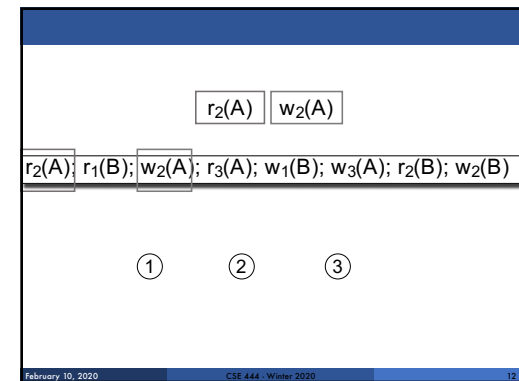 r₂(A) w₂(A)
r₂(A); r₁(B); w₂(A); r₃(A); w₁(B); w₃(A); r₂(B); w₂(B)
① ② ③
February 10, 2020 CSE 444 - Winter 2020 12